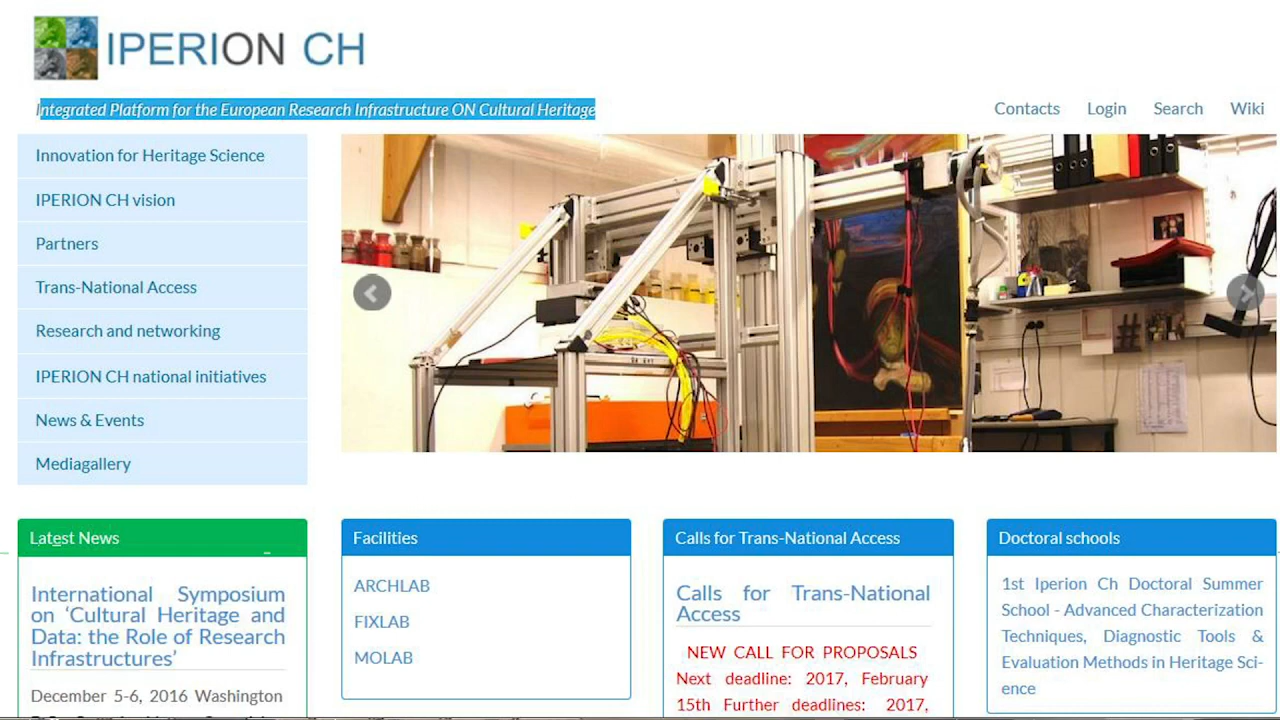 IPERION CH
Integrated Platform for the European Research Infrastructure ON Cultural Heritage
Contacts Login Search Wiki
Innovation for Heritage Science
IPERION CH vision
Partners
Trans-National Access
Research and networking
IPERION CH national initiatives
News & Events
Mediagallery
Latest News
International Symposium
on ‘Cultural Heritage and
Data: the Role of Research
Infrastructures’
December 5-6, 2016 Washington
Facilities
ARCHLAB
FIXLAB
MOLAB
Calls for Trans-National Access
Calls for Trans-National
Access
NEW CALL FOR PROPOSALS
Next deadline: 2017, February
15th Further deadlines: 2017,
Doctoral schools
1st Iperion Ch Doctoral Summer
School - Advanced Characterization
Techniques, Diagnostic Tools &
Evaluation Methods in Heritage Sci-
ence